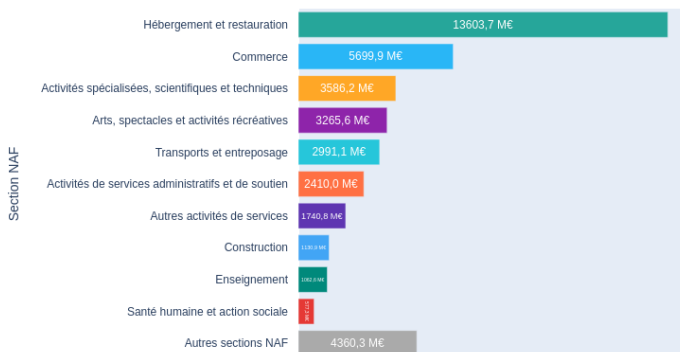 Section NAF
Hébergement et restauration 13603,7 M€
Commerce 5699,9 M€
Activités spécialisées, scientifiques et techniques 3586,2 M€
Arts, spectacles et activités récréatives 3265,6 M€
Transports et entreposage 2991,1 M€
Activités de services administratifs et de soutien 2410,0 M€
Autres activités de services 1740,8 M€
Construction
Enseignement
Santé humaine et action sociale
Autres sections NAF 4360,3 M€